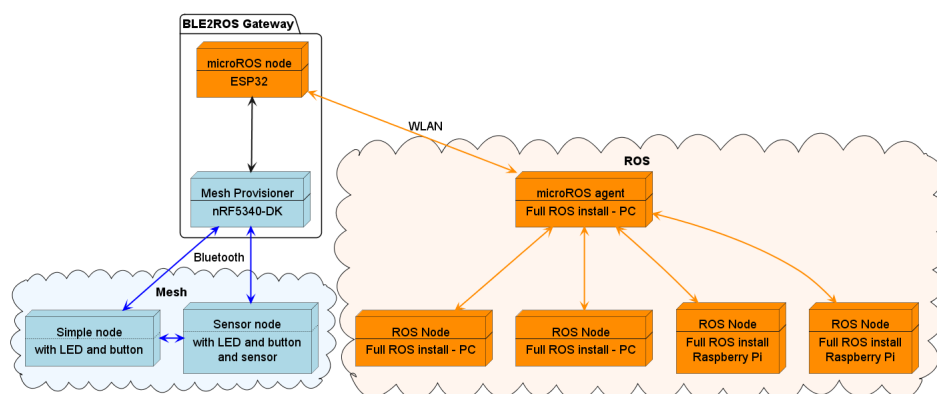 BLE2ROS Gateway
microROS node
ESP32
WLAN
ROS
Mesh Provisioner
nRF5340-DK
microROS agent
Full ROS install - PC
Bluetooth
Mesh
Simple node
with LED and button
Sensor node
with LED and button
and sensor
ROS Node
Full ROS install - PC
ROS Node
Full ROS install - PC
ROS Node
Full ROS install
Raspberry Pi
ROS Node
Full ROS install
Raspberry Pi